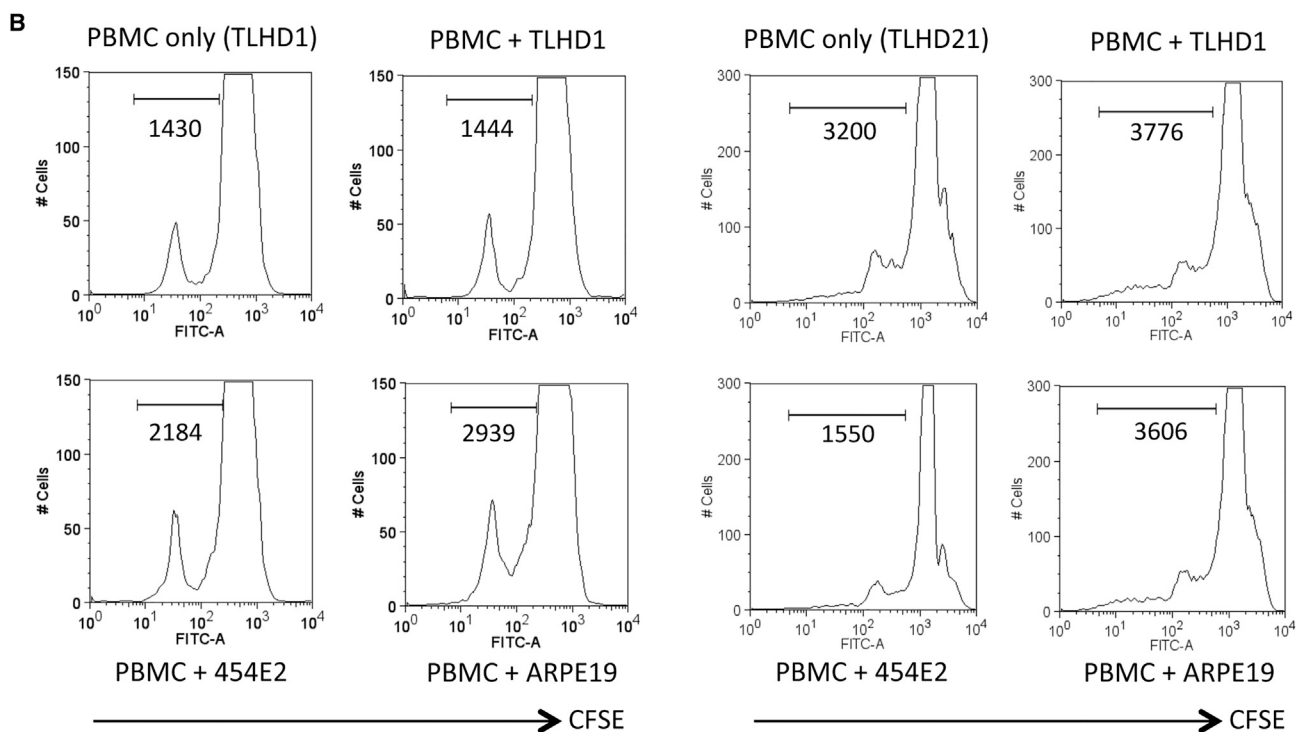 B
PBMC only (TLHD1)
PBMC + TLHD1
PBMC only (TLHD21)
PBMC + TLHD1
150
100
50
0
# Cells
1430
10^0 10^1 10^2 10^3 10^4
FITC-A
150
100
50
0
# Cells
1444
10^0 10^1 10^2 10^3 10^4
FITC-A
300
200
100
0
# Cells
3200
10^0 10^1 10^2 10^3 10^4
FITC-A
300
200
100
0
# Cells
3776
10^0 10^1 10^2 10^3 10^4
FITC-A
150
100
50
0
# Cells
2184
10^0 10^1 10^2 10^3 10^4
FITC-A
150
100
50
0
# Cells
2939
10^0 10^1 10^2 10^3 10^4
FITC-A
300
200
100
0
# Cells
1550
10^0 10^1 10^2 10^3 10^4
FITC-A
300
200
100
0
# Cells
3606
10^0 10^1 10^2 10^3 10^4
FITC-A
PBMC + 454E2
PBMC + ARPE19
PBMC + 454E2
PBMC + ARPE19
CFSE
CFSE